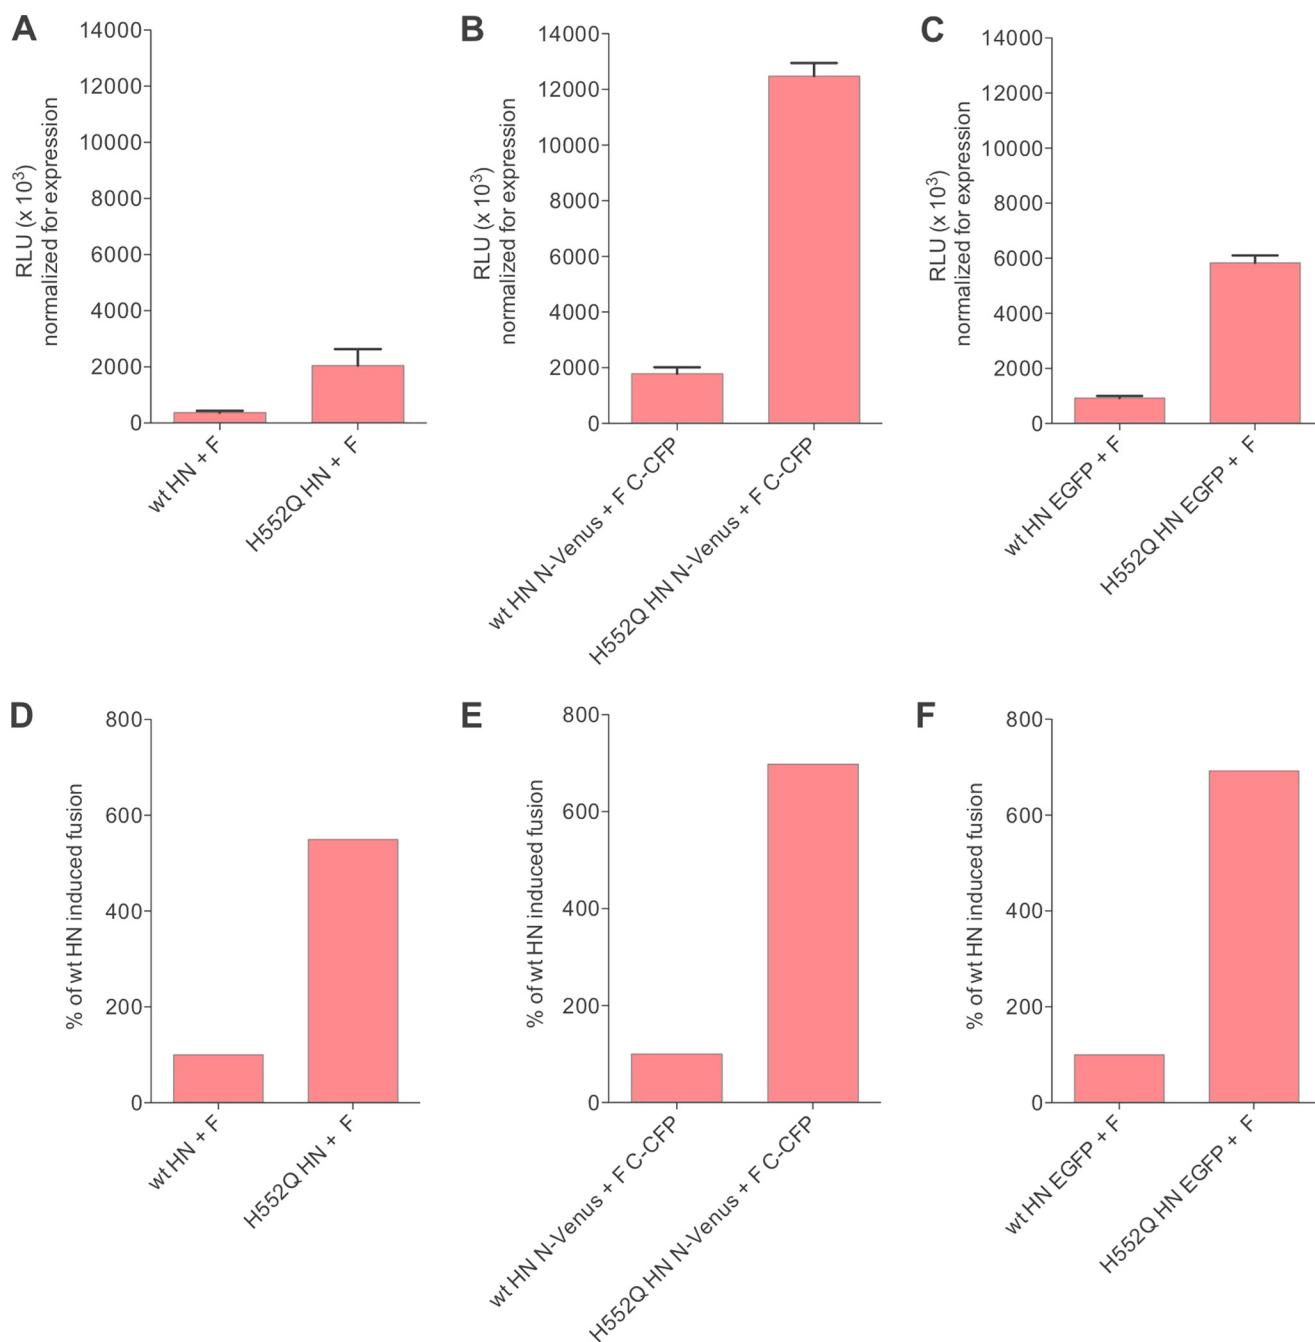 A
14000
12000
10000
8000
6000
4000
2000
0
RLU (x 10³)
normalized for expression
wt HN + F
H552Q HN + F
B
14000
12000
10000
8000
6000
4000
2000
0
RLU (x 10³)
normalized for expression
wt HN N-Venus + F C-CFP
H552Q HN N-Venus + F C-CFP
C
14000
12000
10000
8000
6000
4000
2000
0
RLU (x 10³)
normalized for expression
wt HN EGFP + F
H552Q HN EGFP + F
D
800
600
400
200
0
% of wt HN induced fusion
wt HN + F
H552Q HN + F
E
800
600
400
200
0
% of wt HN induced fusion
wt HN N-Venus + F C-CFP
H552Q HN N-Venus + F C-CFP
F
800
600
400
200
0
% of wt HN induced fusion
wt HN EGFP + F
H552Q HN EGFP + F